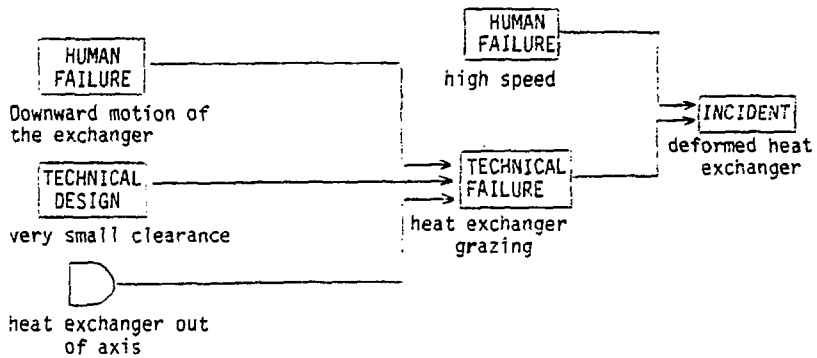 HUMAN
FAILURE
Downward motion of
the exchanger
TECHNICAL
DESIGN
very small clearance
heat exchanger out
of axis
TECHNICAL
FAILURE
heat exchanger
grazing
HUMAN
FAILURE
high speed
INCIDENT
deformed heat
exchanger